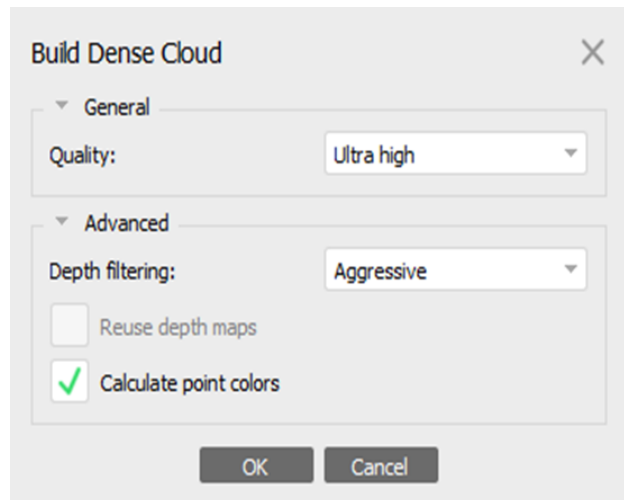 Build Dense Cloud
General
Quality: Ultra high
Advanced
Depth filtering: Aggressive
Reuse depth maps
Calculate point colors
OK Cancel